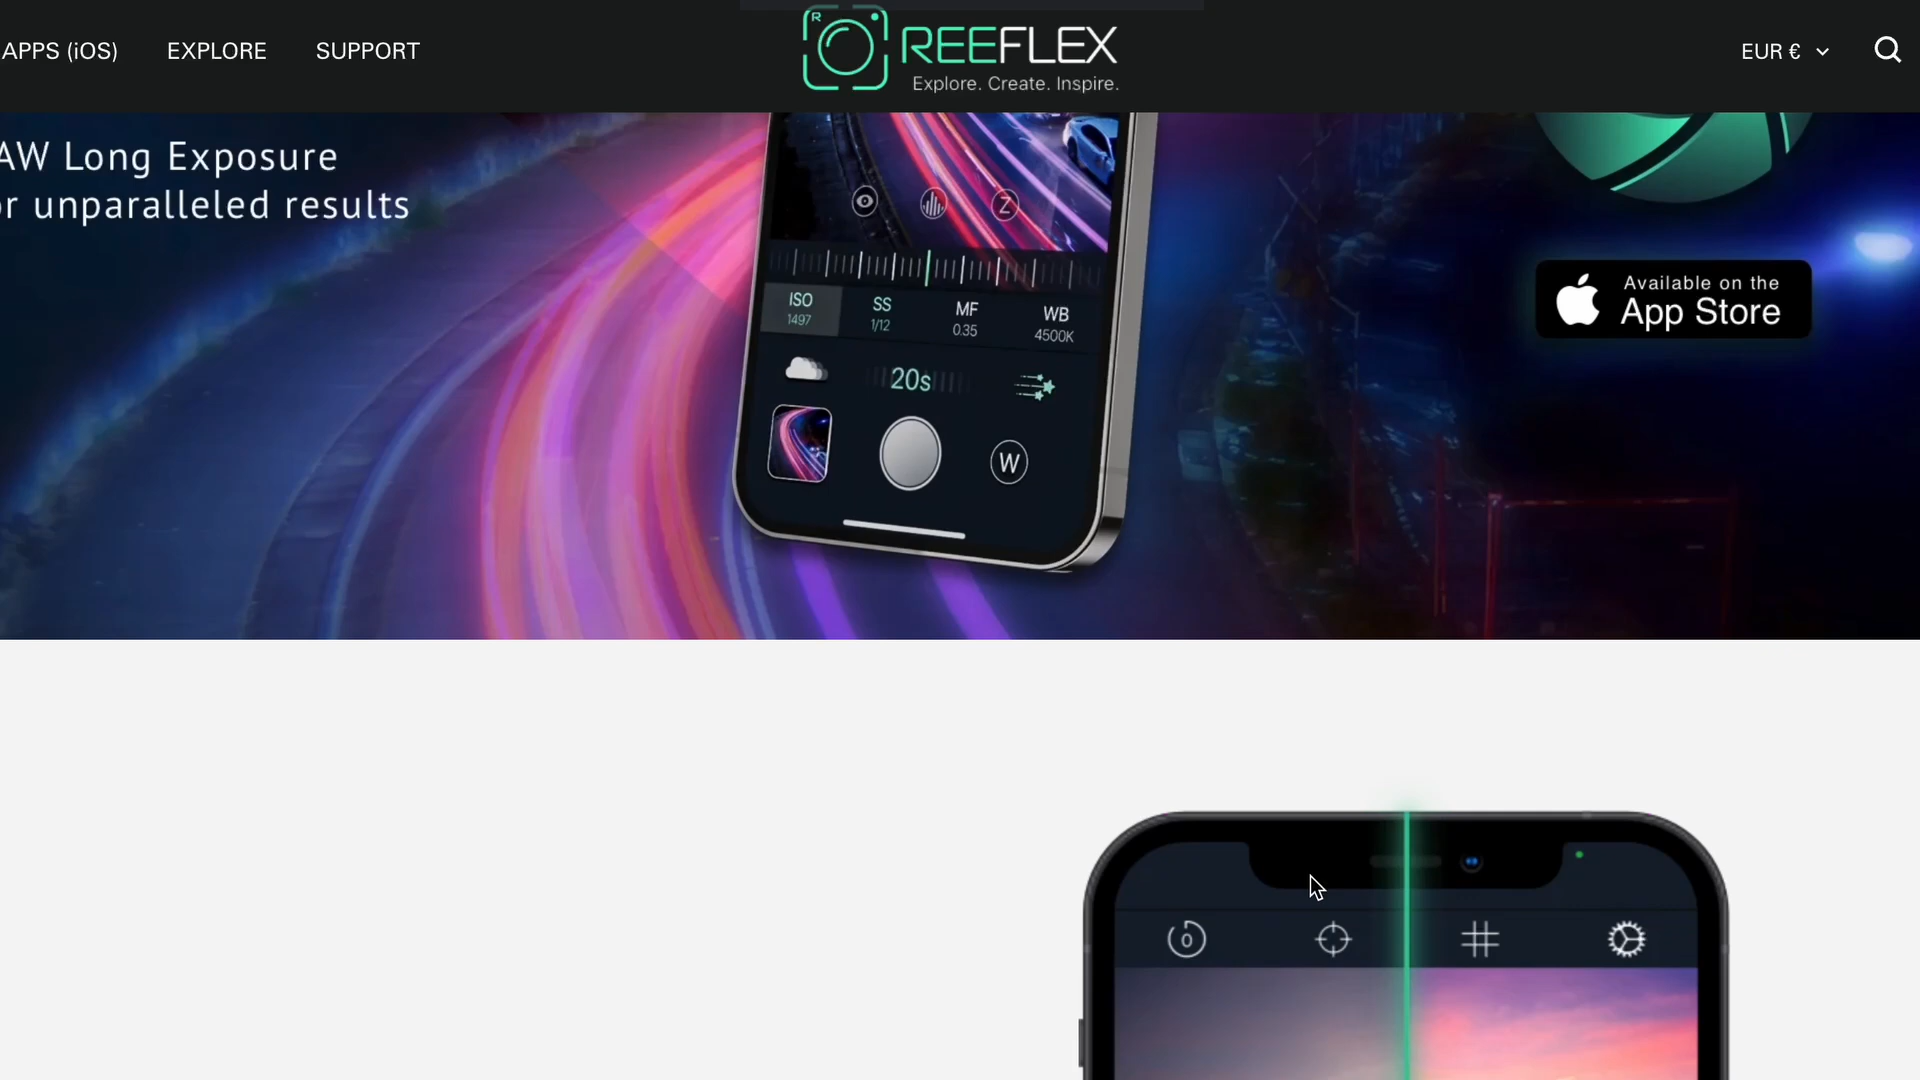 APPS (iOS)
EXPLORE
SUPPORT
R
REEFLEX
Explore. Create. Inspire.
EUR €
AW Long Exposure
or unparalleled results
Z
ISO
1497
SS
1/12
MF
0.35
WB
4500K
20s
W
Available on the
App Store
0